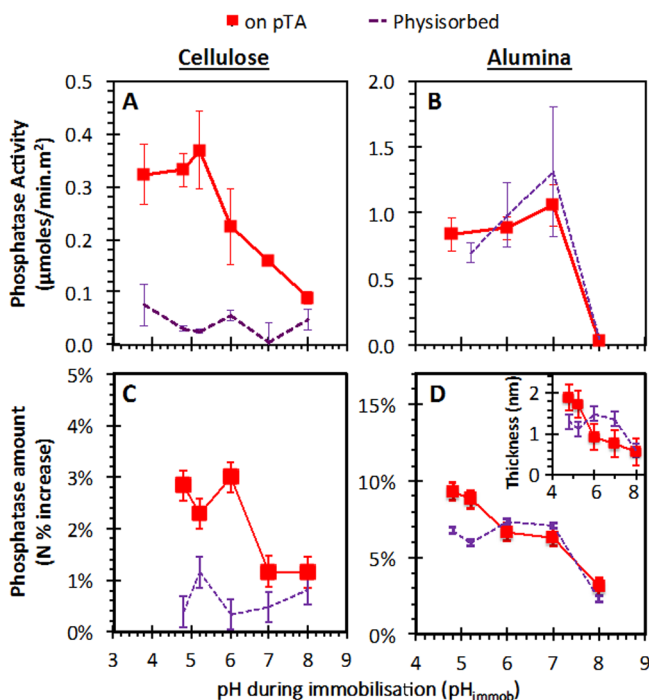 on pTA Physisorbed
Cellulose Alumina
A B
Phosphatase Activity
(µmoles/min.m²)
0.5
0.4
0.3
0.2
0.1
0.0
2.0
1.5
1.0
0.5
0.0
C D
Phosphatase amount
(N % increase)
5%
4%
3%
2%
1%
0%
15%
10%
5%
0%
Thickness (nm)
2
1
0
4 6 8
3 4 5 6 7 8 9 4 5 6 7 8 9
pH during immobilisation (pHimmob)